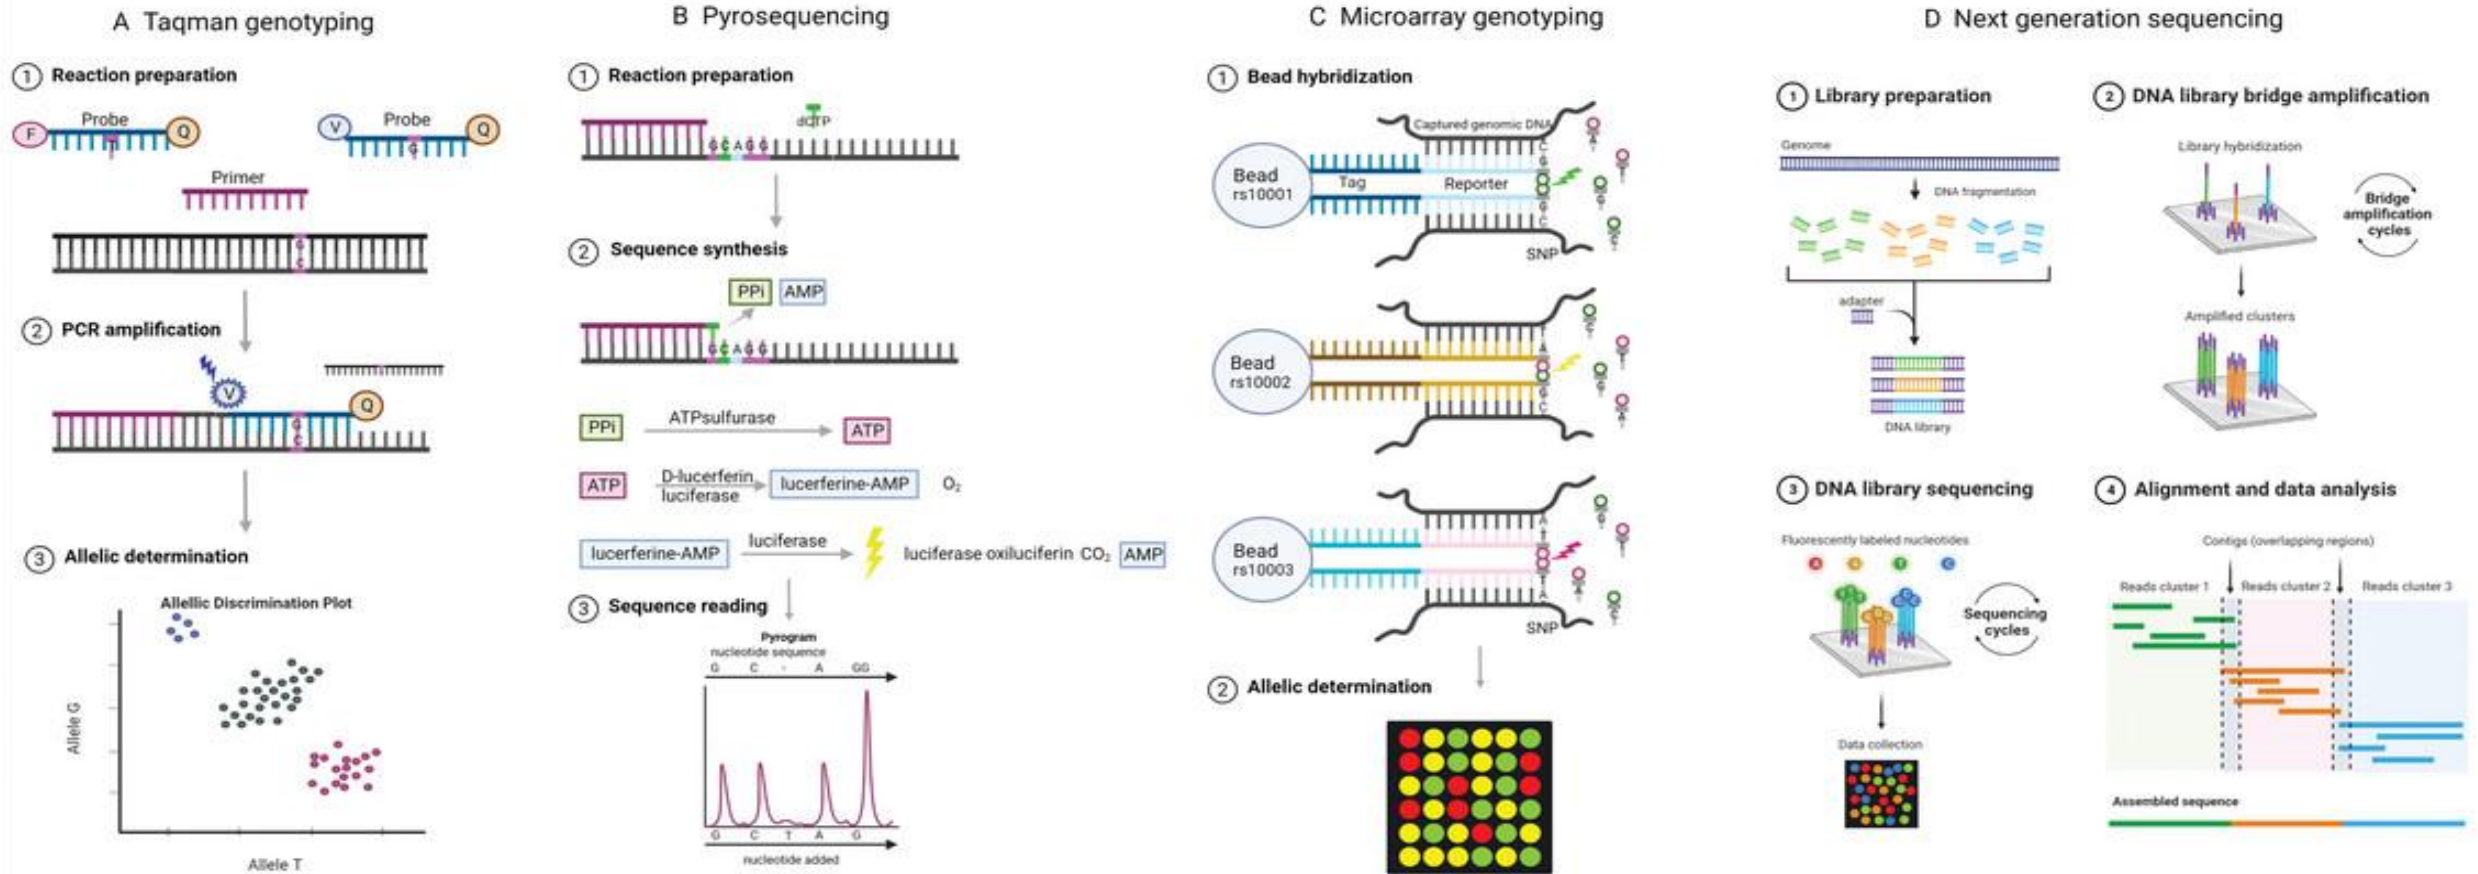 A Taqman genotyping
1 Reaction preparation
Probe
F
Q
T
V
Probe
Q
G
Primer
G
C
2 PCR amplification
V
Q
G
C
3 Allelic determination
Allellic Discrimination Plot
Allele G
Allele T
B Pyrosequencing
1 Reaction preparation
G C A G G
2 Sequence synthesis
PPi AMP
G C A G G
PPi ATPsulfurase ATP
ATP D-lucerferin lucerferine-AMP O₂
luciferase
lucerferine-AMP luciferase luciferase oxiluciferin CO₂ AMP
3 Sequence reading
Pyrogram
nucleotide sequence
G C - A GG
G C T A G
nucleotide added
C Microarray genotyping
1 Bead hybridization
Captured genomic DNA
Bead
rs10001
Tag
Reporter
SNP
Bead
rs10002
Bead
rs10003
SNP
2 Allelic determination
D Next generation sequencing
1 Library preparation
Genome
DNA fragmentation
adapter
DNA library
2 DNA library bridge amplification
Library hybridization
Bridge
amplification
cycles
Amplified clusters
3 DNA library sequencing
Fluorescently labeled nucleotides
Sequencing
cycles
Data collection
4 Alignment and data analysis
Contigs (overlapping regions)
Reads cluster 1 Reads cluster 2 Reads cluster 3
Assembled sequence